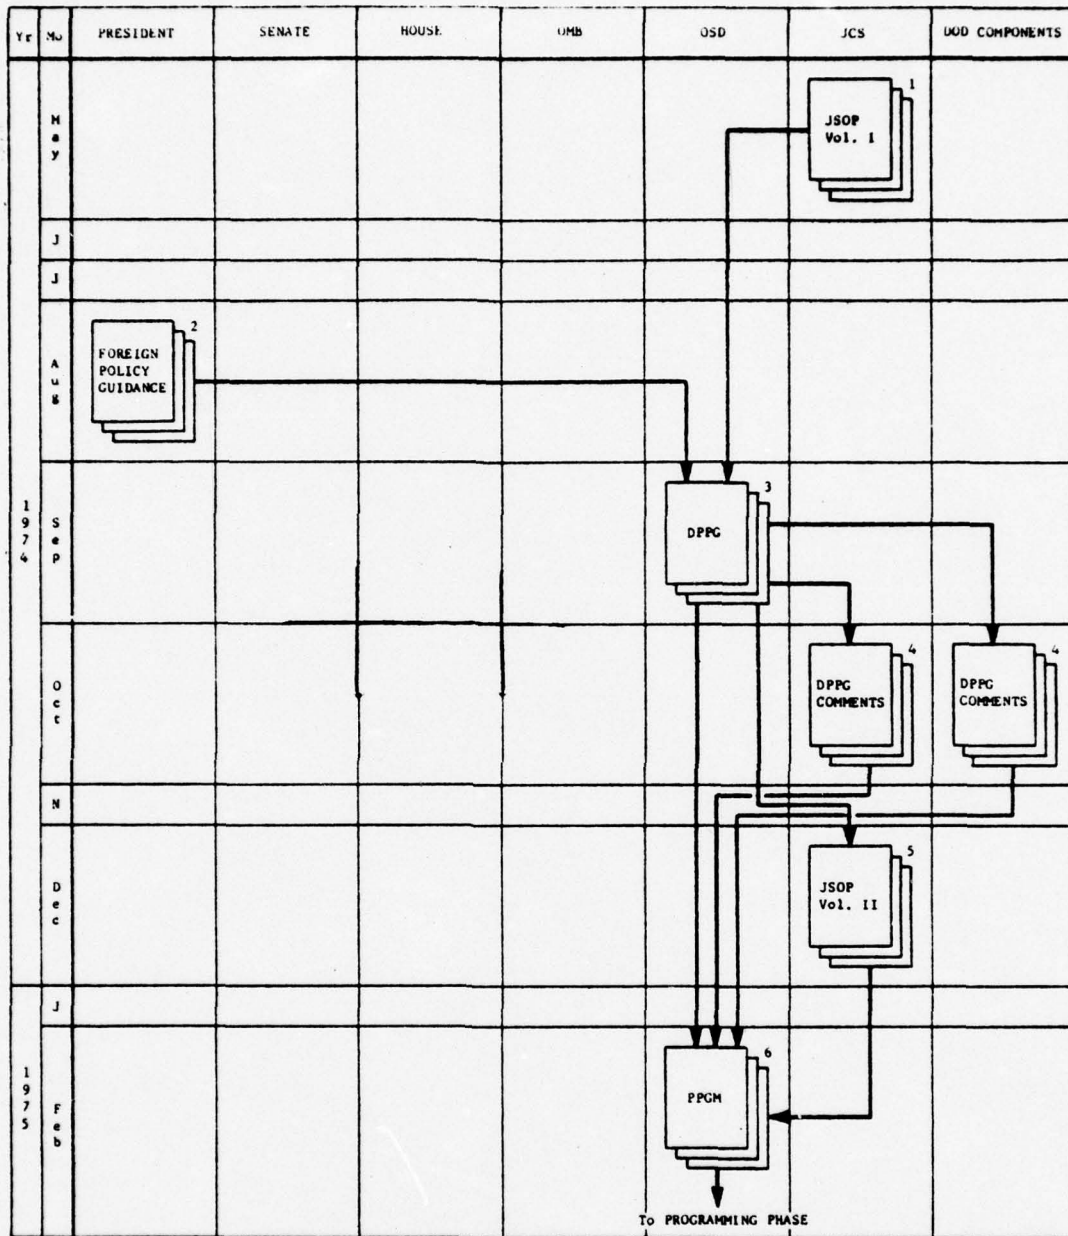 Yr Mo PRESIDENT SENATE HOUSE OMB OSD JCS DOD COMPONENTS
May
1
JSOP
Vol. I
J
J
Aug
2
FOREIGN
POLICY
GUIDANCE
1974
Sep
3
DPPG
Oct
4
DPPG
COMMENTS
4
DPPG
COMMENTS
N
Dec
5
JSOP
Vol. II
J
1975
Feb
6
PPGM
To PROGRAMMING PHASE